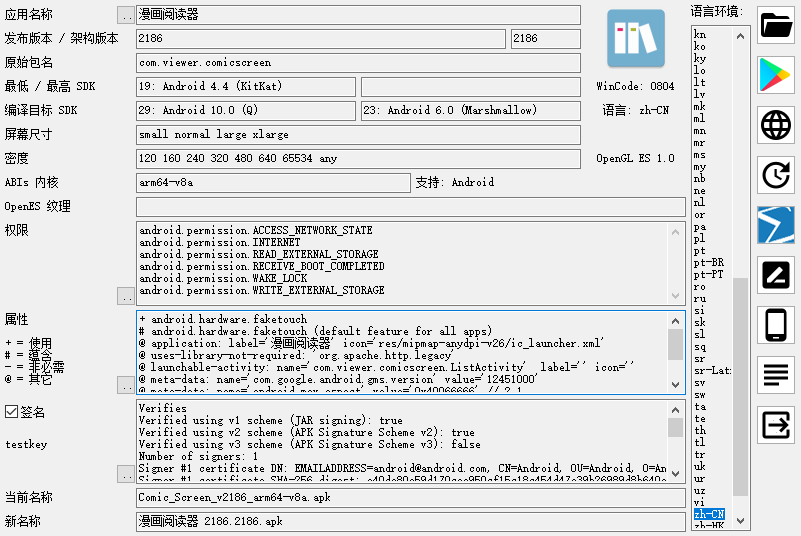 应用名称 .. 漫画阅读器
发布版本 / 架构版本 2186 2186
原始包名 com.viewer.comicscreen
最低 / 最高 SDK 19: Android 4.4 (KitKat)
编译目标 SDK 29: Android 10.0 (Q) 23: Android 6.0 (Marshmallow)
屏幕尺寸 small normal large xlarge
密度 120 160 240 320 480 640 65534 any
ABIs 内核 arm64-v8a 支持: Android
OpenES 纹理
WinCode: 0804
语言: zh-CN
OpenGL ES 1.0
权限
android.permission.ACCESS_NETWORK_STATE
android.permission.INTERNET
android.permission.READ_EXTERNAL_STORAGE
android.permission.RECEIVE_BOOT_COMPLETED
android.permission.WAKE_LOCK
android.permission.WRITE_EXTERNAL_STORAGE
..
属性
+ = 使用
# = 蕴含
- = 非必需
@ = 其它
..
+ android.hardware.faketouch
# android.hardware.faketouch (default feature for all apps)
@ application: label='漫画阅读器' icon='res/mipmap-anydpi-v26/ic_launcher.xml'
@ uses-library-not-required: 'org.apache.http.legacy'
@ launchable-activity: name='com.viewer.comicscreen.ListActivity' label='' icon=''
@ meta-data: name='com.google.android.gms.version' value='12451000'
@ meta-data: name='android.max_aspect' value='0x40066666' // 2.1
签名
testkey
..
Verifies
Verified using v1 scheme (JAR signing): true
Verified using v2 scheme (APK Signature Scheme v2): true
Verified using v3 scheme (APK Signature Scheme v3): false
Number of signers: 1
Signer #1 certificate DN: EMAILADDRESS=android@android.com, CN=Android, OU=Android, O=An
Signer #1 certificate SHA-256 digest:
当前名称 Comic_Screen_v2186_arm64-v8a.apk
新名称 漫画阅读器 2186.2186.apk
语言环境:
kn
ko
ky
lo
lt
lv
mk
ml
mn
mr
ms
my
nb
ne
nl
or
pa
pl
pt
pt-BR
pt-PT
ro
ru
si
sk
sl
sq
sr
sr-Lat
sv
sw
ta
te
th
tl
tr
uk
ur
uz
vi
zh-CN
zh-HK